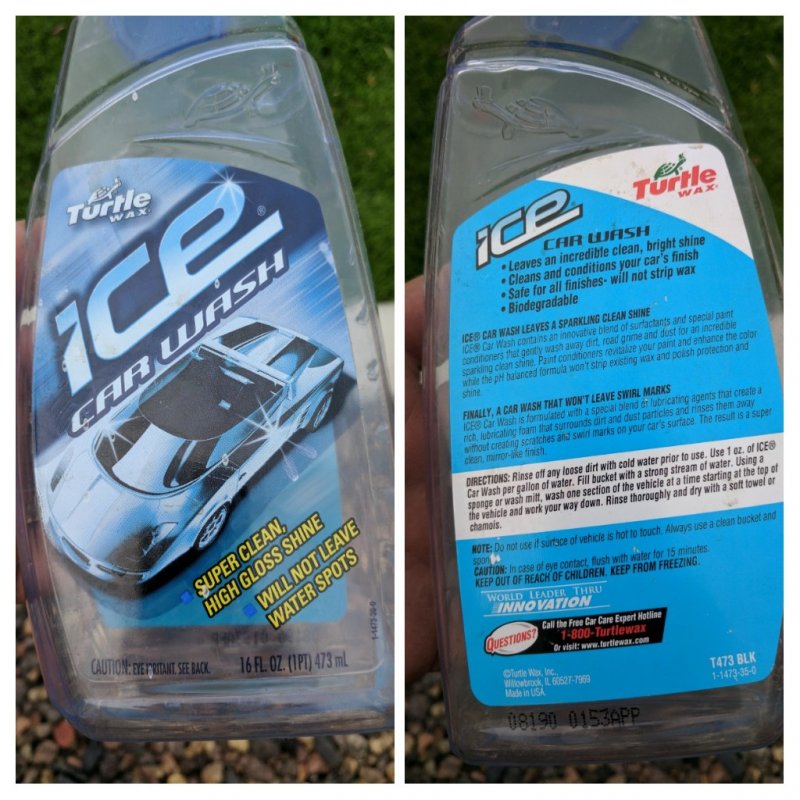 Turtle
WAX®
ice®
CAR WASH
SUPER CLEAN,
HIGH GLOSS SHINE
WILL NOT LEAVE
WATER SPOTS
1-1473-35-0
CAUTION: EYE IRRITANT. SEE BACK.
16 FL. OZ. (1PT) 473 mL
Turtle
WAX®
ice®
CAR WASH
• Leaves an incredible clean, bright shine
• Cleans and conditions your car's finish
• Safe for all finishes- will not strip wax
• Biodegradable
ICE® CAR WASH LEAVES A SPARKLING CLEAN SHINE
ICE® Car Wash contains an innovative blend of surfactants and special paint
conditioners that gently wash away dirt, road grime and dust for an incredible
sparkling clean shine. Paint conditioners revitalize your paint and enhance the color
while the pH balanced formula won't strip existing wax and polish protection and
shine.
FINALLY, A CAR WASH THAT WON'T LEAVE SWIRL MARKS
ICE® Car Wash is formulated with a special blend of lubricating agents that create a
rich, lubricating foam that surrounds dirt and dust particles and rinses them away
without creating scratches and swirl marks on your car's surface. The result is a super
clean, mirror-like finish.
DIRECTIONS: Rinse off any loose dirt with cold water prior to use. Use 1 oz. of ICE®
Car Wash per gallon of water. Fill bucket with a strong stream of water. Using a
sponge or wash mitt, wash one section of the vehicle at a time starting at the top of
the vehicle and work your way down. Rinse thoroughly and dry with a soft towel or
chamois.
NOTE: Do not use if surface of vehicle is hot to touch. Always use a clean bucket and
CAUTION: In case of eye contact, flush with water for 15 minutes.
KEEP OUT OF REACH OF CHILDREN. KEEP FROM FREEZING.
WORLD LEADER THRU
INNOVATION
QUESTIONS?
Call the Free Car Care Expert Hotline
1-800-Turtlewax
Or visit: www.turtlewax.com
©Turtle Wax, Inc.,
Willowbrook, IL 60527-7969
Made in USA
T473 BLK
1-1473-35-0
08190 0153APP